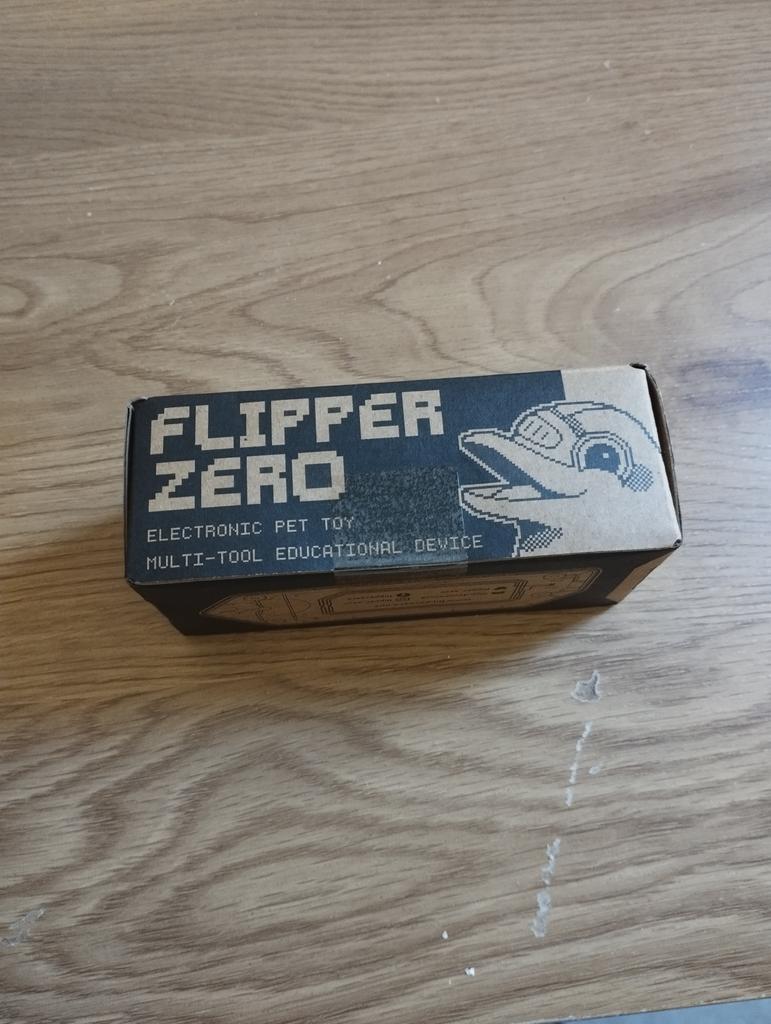 FLIPPER
ZERO
ELECTRONIC PET TOY
MULTI-TOOL EDUCATIONAL DEVICE